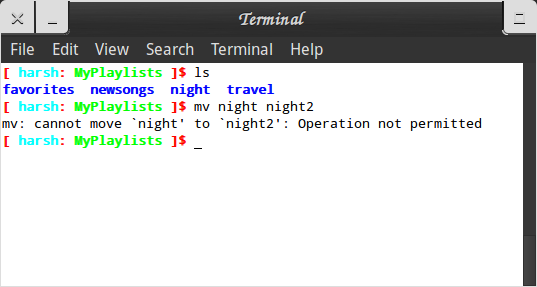 Terminal
File Edit View Search Terminal Help
[ harsh: MyPlaylists ]$ ls
favorites newsongs night travel
[ harsh: MyPlaylists ]$ mv night night2
mv: cannot move `night' to `night2': Operation not permitted
[ harsh: MyPlaylists ]$ _